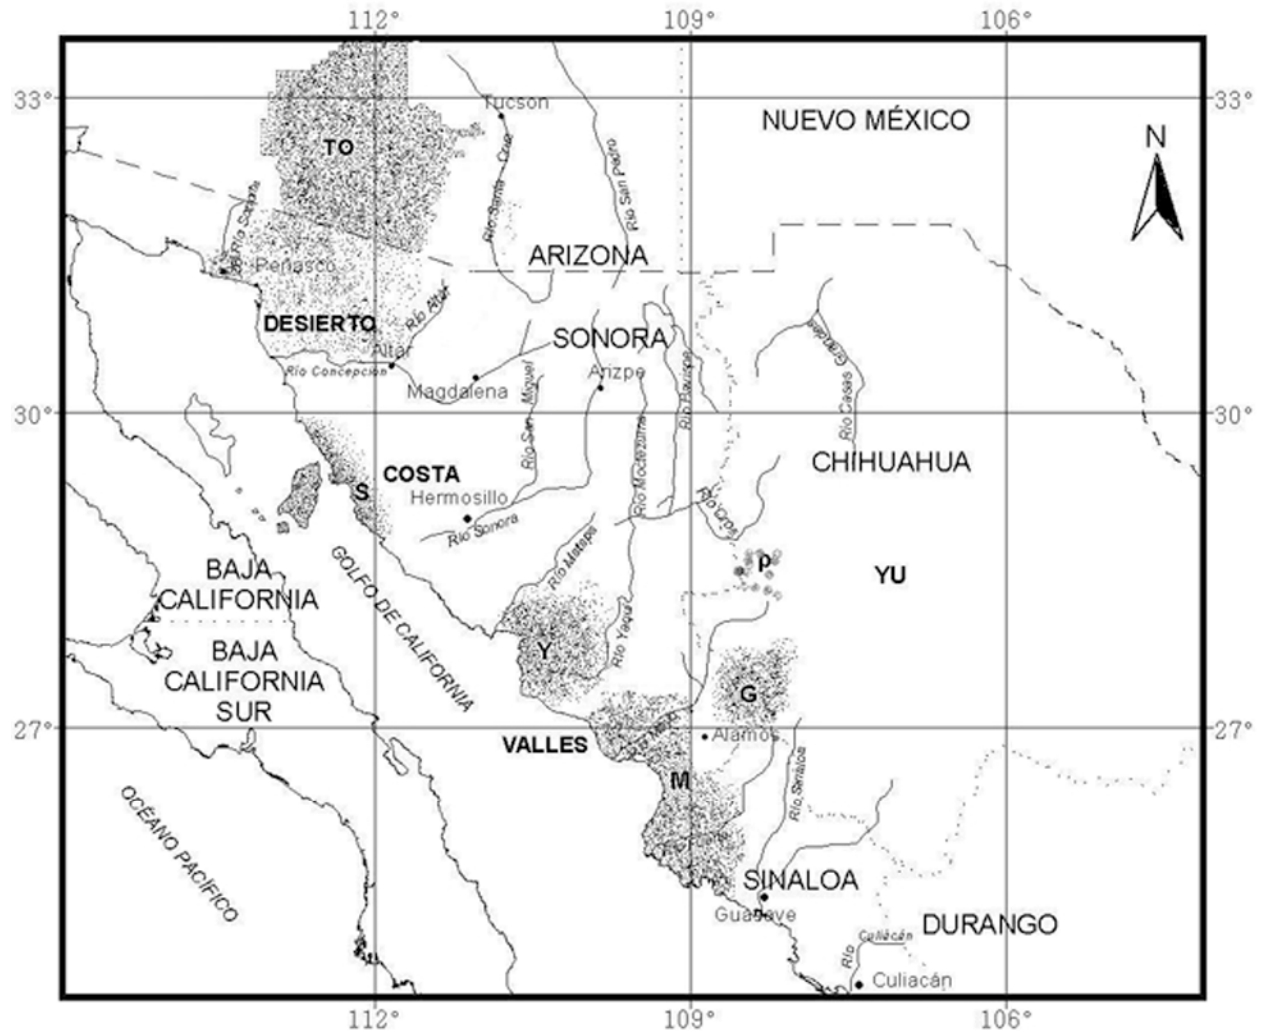 112°
109°
106°
33°
33°
Tucson
NUEVO MÉXICO
N
TO
Río Santa Cruz
Río San Pedro
Río Sonoita
ARIZONA
Peñasco
Río Altar
DESIERTO
SONORA
Altar
Río Concepción
Magdalena
Arizpe
Río San Miguel
Río Bavispe
Río Casas Grandes
30°
30°
CHIHUAHUA
COSTA
S
Hermosillo
Río Sonora
Río Moctezuma
Río Matape
p
YU
BAJA
CALIFORNIA
GOLFO DE CALIFORNIA
Y
Río Yaqui
BAJA
CALIFORNIA
SUR
G
27°
27°
Alamos
VALLES
M
Río Sinaloa
OCÉANO PACÍFICO
SINALOA
Guasave
DURANGO
Río Culiacán
Culiacán
112°
109°
106°